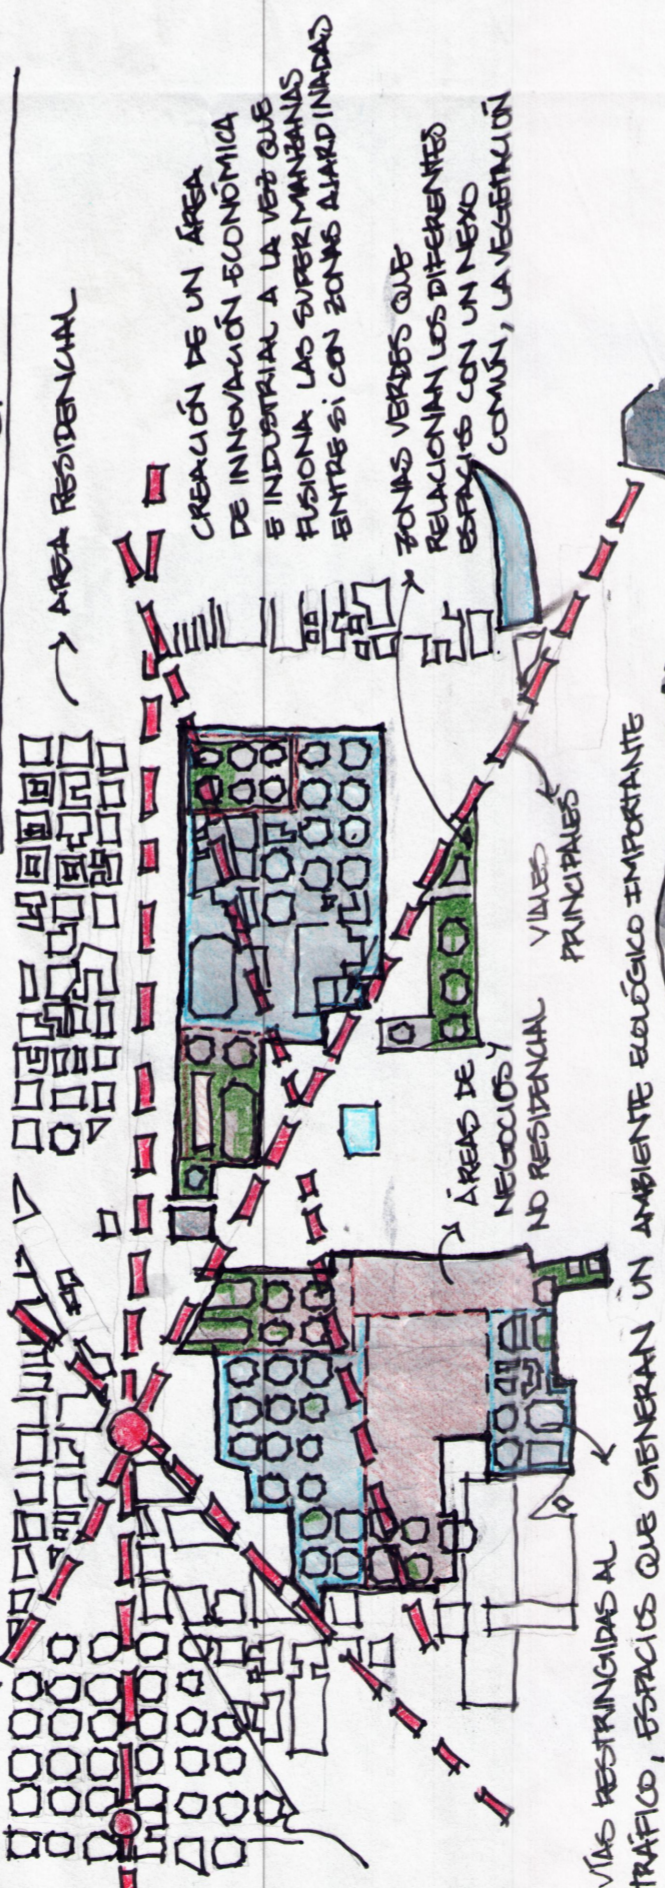 ÁREA RESIDENCIAL
CREACIÓN DE UN ÁREA
DE INNOVACIÓN ECONÓMICA
E INDUSTRIAL A LA VEZ QUE
FUSIONA LAS SUPERMANZANAS
ENTRE SI CON ZONAS AJARDINADAS
ZONAS VERDES QUE
RELACIONAN LOS DIFERENTES
ESPACIOS CON UN NEXO
COMÚN, LA VEGETACIÓN
VIALES
PRINCIPALES
ÁREAS DE
NEGOCIOS
NO RESIDENCIAL
VÍAS RESTRINGIDAS AL
TRÁFICO, ESPACIOS QUE GENERAN UN AMBIENTE ECOLÓGICO IMPORTANTE